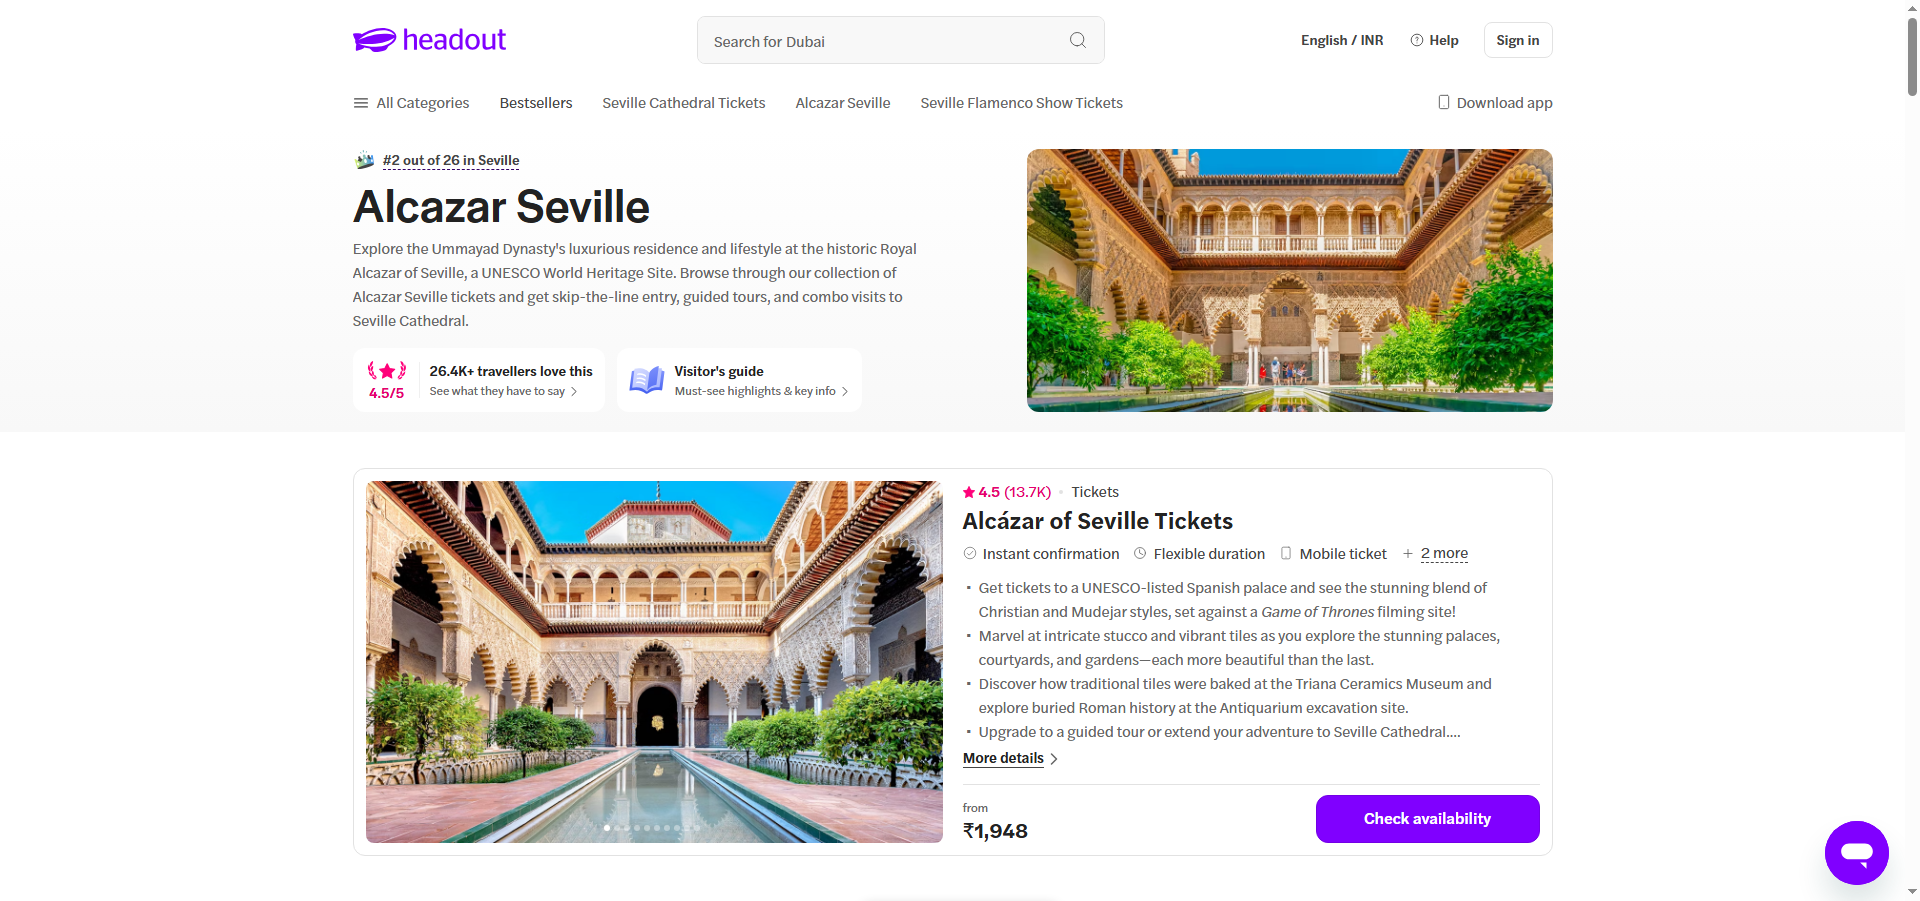 headout
Search for Dubai
English / INR
Help
Sign in
All Categories
Bestsellers
Seville Cathedral Tickets
Alcazar Seville
Seville Flamenco Show Tickets
Download app
#2 out of 26 in Seville
Alcazar Seville
Explore the Ummayad Dynasty's luxurious residence and lifestyle at the historic Royal
Alcazar of Seville, a UNESCO World Heritage Site. Browse through our collection of
Alcazar Seville tickets and get skip-the-line entry, guided tours, and combo visits to
Seville Cathedral.
4.5/5
26.4K+ travellers love this
See what they have to say
Visitor's guide
Must-see highlights & key info
4.5 (13.7K) • Tickets
Alcázar of Seville Tickets
Instant confirmation
Flexible duration
Mobile ticket
+ 2 more
• Get tickets to a UNESCO-listed Spanish palace and see the stunning blend of
Christian and Mudejar styles, set against a Game of Thrones filming site!
• Marvel at intricate stucco and vibrant tiles as you explore the stunning palaces,
courtyards, and gardens—each more beautiful than the last.
• Discover how traditional tiles were baked at the Triana Ceramics Museum and
explore buried Roman history at the Antiquarium excavation site.
• Upgrade to a guided tour or extend your adventure to Seville Cathedral....
More details
from
₹1,948
Check availability